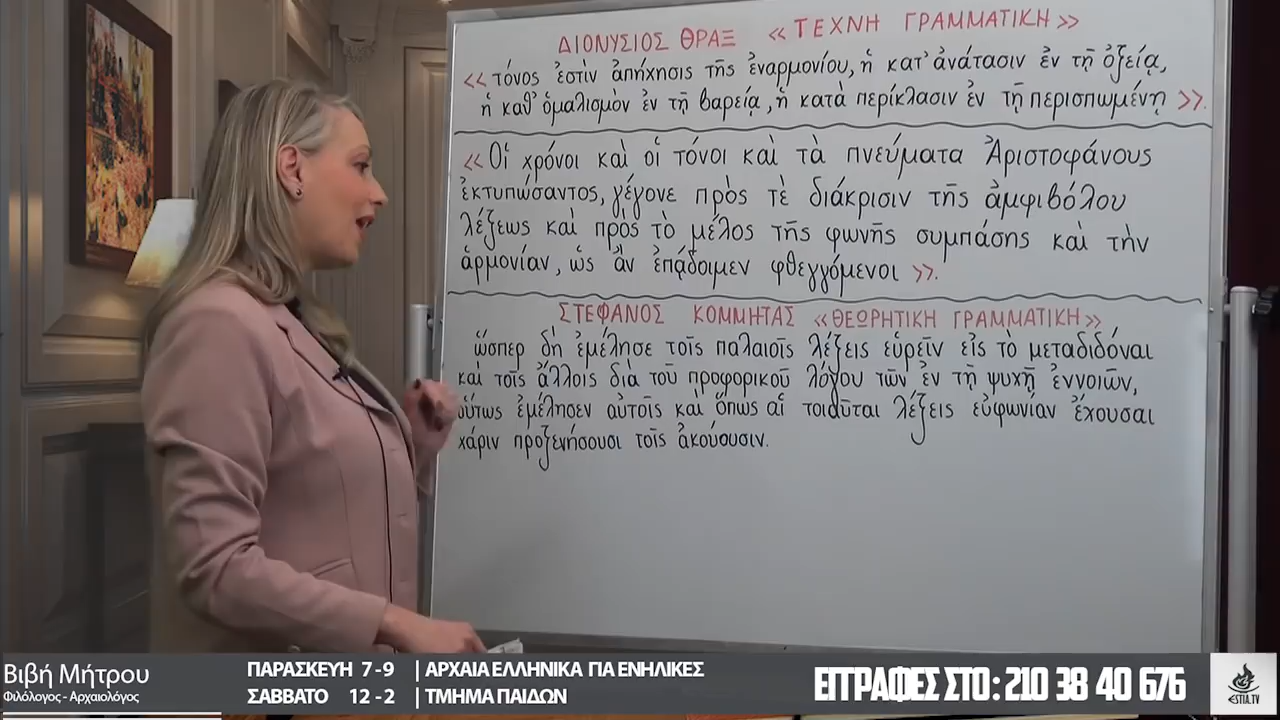 ΔΙΟΝΥΣΙΟΣ ΘΡΑΞ «ΤΕΧΝΗ ΓΡΑΜΜΑΤΙΚΗ»
«τόνος ἐστὶν ἀπήχησις τῆς ἐναρμονίου, ἡ κατ' ἀνάτασιν ἐν τῇ ὀξείᾳ,
ἡ καθ' ὁμαλισμὸν ἐν τῇ βαρείᾳ, ἡ κατὰ περίκλασιν ἐν τῇ περισπωμένῃ».
«Οἱ χρόνοι καὶ οἱ τόνοι καὶ τὰ πνεύματα Ἀριστοφάνους
ἐκτυπώσαντος, γέγονε πρὸς τὲ διάκρισιν τῆς ἀμφιβόλου
λέξεως καὶ πρὸς τὸ μέλος τῆς φωνῆς συμπάσης καὶ τὴν
ἁρμονίαν, ὡς ἂν ἐπᾴδοιμεν φθεγγόμενοι».
ΣΤΕΦΑΝΟΣ ΚΟΜΜΗΤΑΣ «ΘΕΩΡΗΤΙΚΗ ΓΡΑΜΜΑΤΙΚΗ»
ὥσπερ δὴ ἐμέλησε τοῖς παλαιοῖς λέξεις εὑρεῖν εἰς τὸ μεταδιδόναι
καὶ τοῖς ἄλλοις διὰ τοῦ προφορικοῦ λόγου τῶν ἐν τῇ ψυχῇ ἐννοιῶν,
οὕτως ἐμέλησεν αὐτοῖς καὶ ὅπως αἱ τοιαῦται λέξεις εὐφωνίαν ἔχουσαι
χάριν προξενήσουσι τοῖς ἀκούουσιν.
Βιβή Μήτρου
Φιλόλογος - Αρχαιολόγος
ΠΑΡΑΣΚΕΥΗ 7-9 | ΑΡΧΑΙΑ ΕΛΛΗΝΙΚΑ ΓΙΑ ΕΝΗΛΙΚΕΣ
ΣΑΒΒΑΤΟ 12-2 | ΤΜΗΜΑ ΠΑΙΔΩΝ
ΕΓΓΡΑΦΕΣ ΣΤΟ: 210 38 40 676
ESTIA.TV